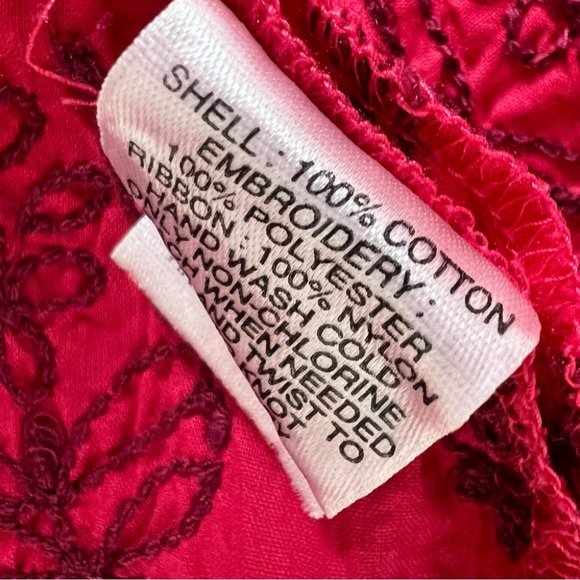 SHELL : 100% COTTON
EMBROIDERY :
100% POLYESTER
RIBBON : 100% NYLON
HAND WASH COLD
ONLY NON-CHLORINE
WHEN NEEDED
AND TWIST TO
KNOT